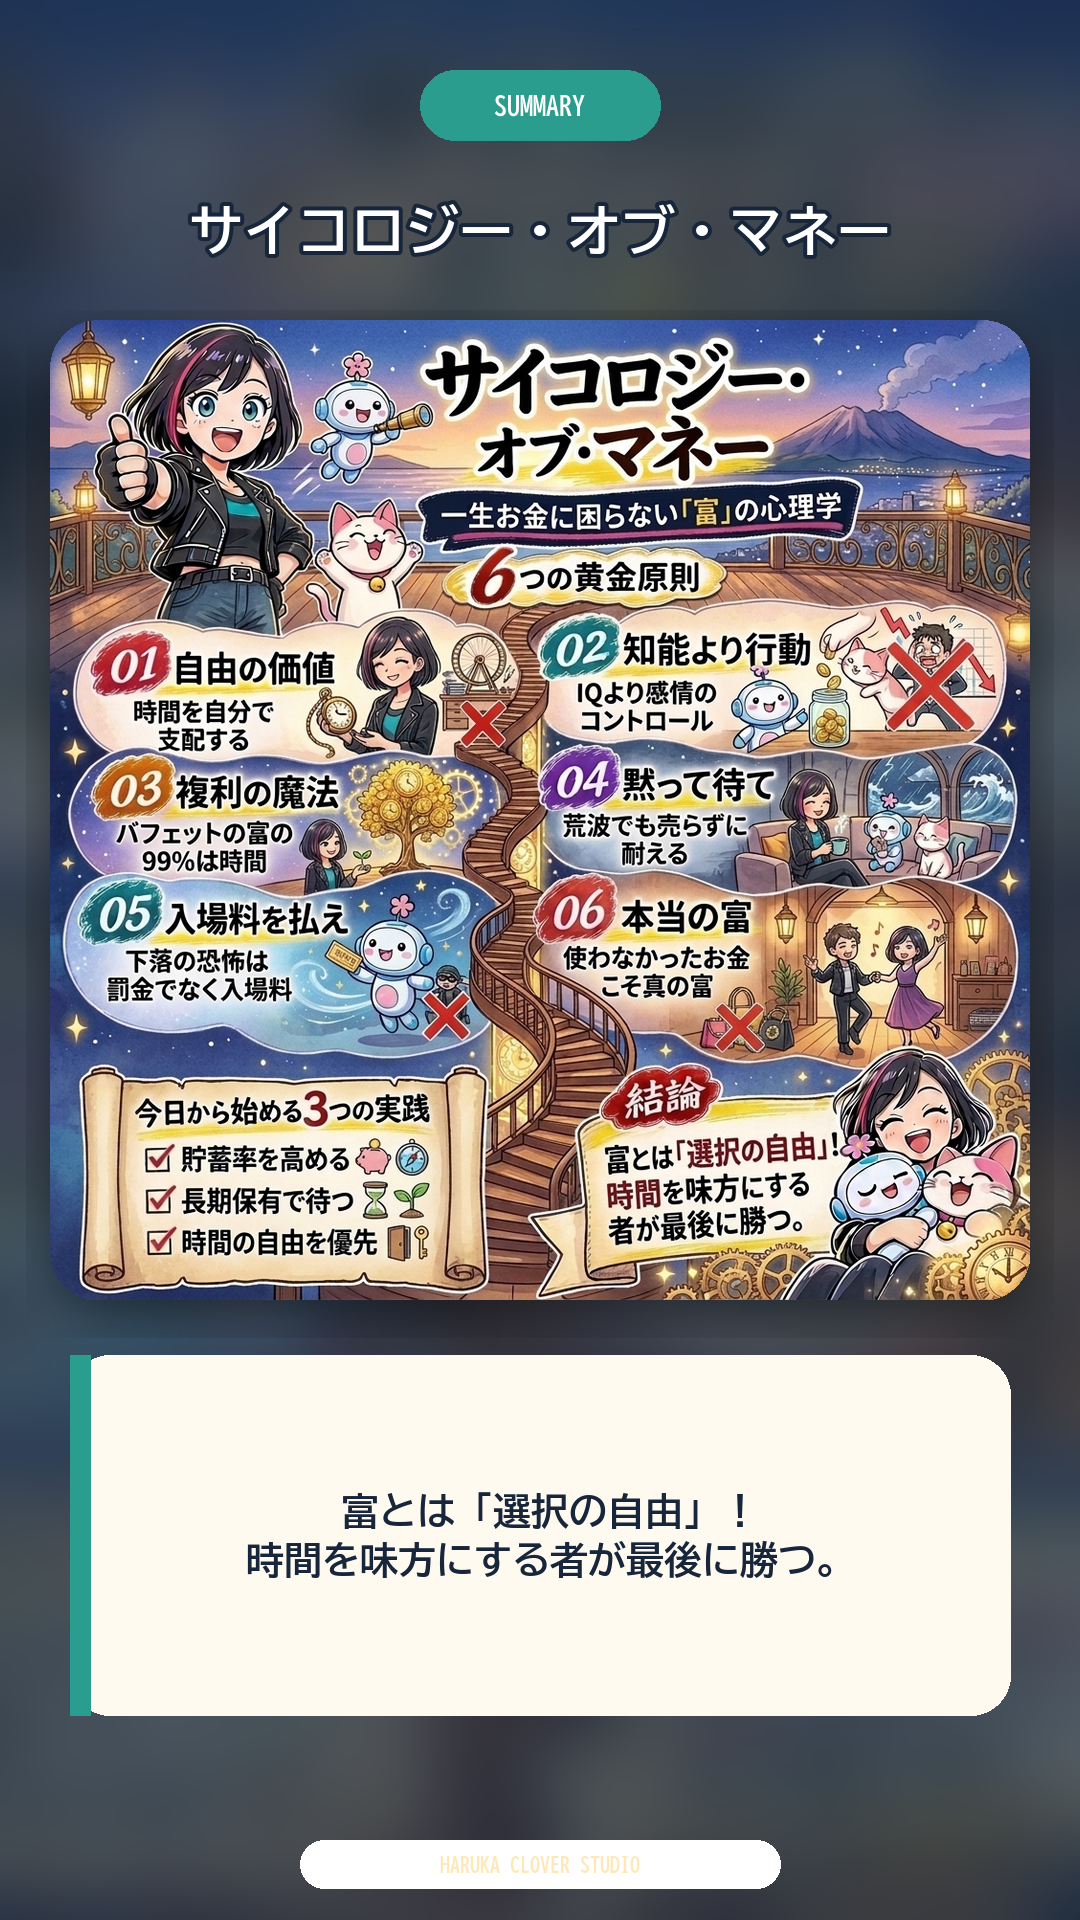 SUMMARY
サイコロジー・オブ・マネー
サイコロジー・
オブ・マネー
一生お金に困らない「富」の心理学
6つの黄金原則
01 自由の価値
時間を自分で
支配する
02 知能より行動
IQより感情の
コントロール
03 複利の魔法
バフェットの富の
99%は時間
04 黙って待て
荒波でも売らずに
耐える
05 入場料を払え
下落の恐怖は
罰金でなく入場料
06 本当の富
使わなかったお金
こそ真の富
今日から始める3つの実践
貯蓄率を高める
長期保有で待つ
時間の自由を優先
結論
富とは「選択の自由」!
時間を味方にする
者が最後に勝つ。
富とは「選択の自由」！
時間を味方にする者が最後に勝つ。
HARUKA CLOVER STUDIO